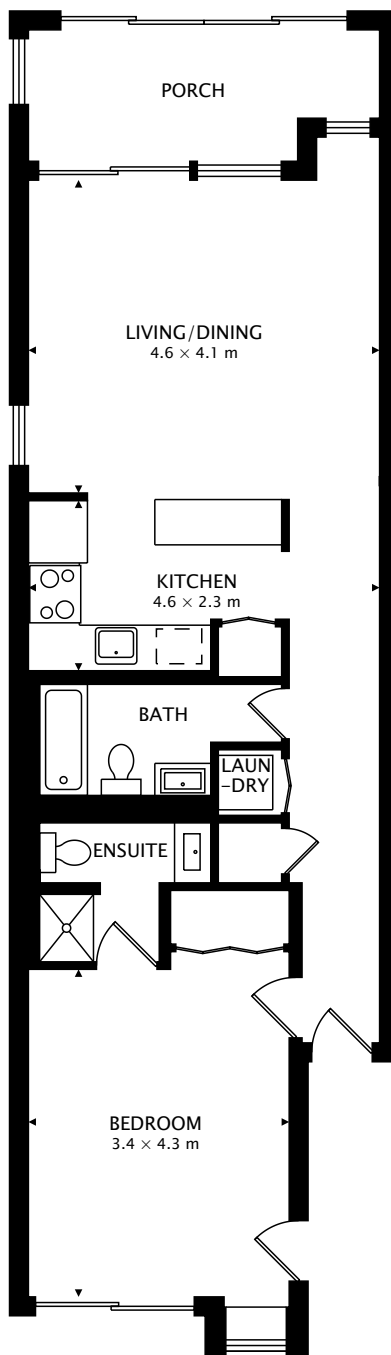 PORCH
LIVING/DINING
4.6 × 4.1 m
KITCHEN
4.6 × 2.3 m
BATH
LAUN
-DRY
ENSUITE
BEDROOM
3.4 × 4.3 m